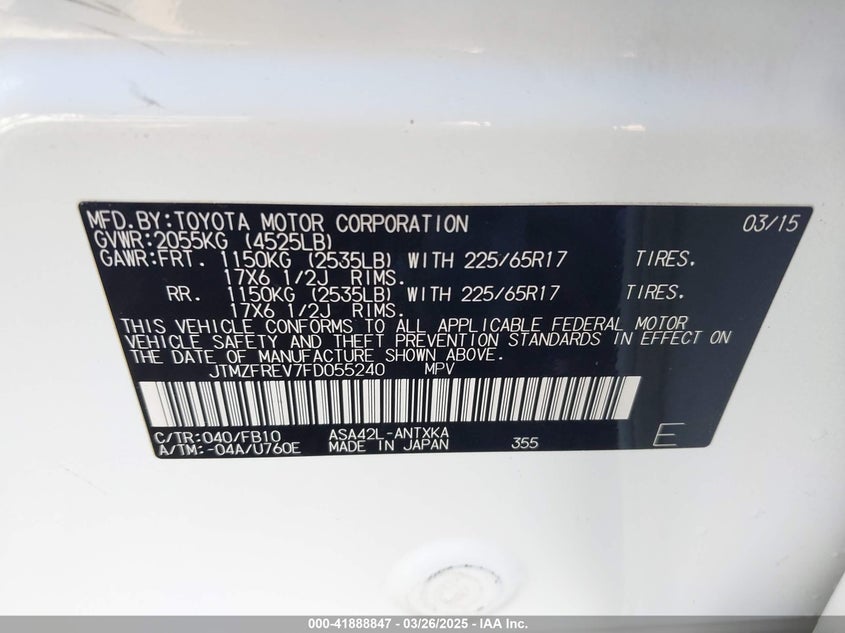 MFD.BY:TOYOTA MOTOR CORPORATION 03/15
GVWR:2055KG (4525LB)
GAWR:FRT. 1150KG (2535LB) WITH 225/65R17 TIRES.
17X6 1/2J RIMS.
RR. 1150KG (2535LB) WITH 225/65R17 TIRES.
17X6 1/2J RIMS.
THIS VEHICLE CONFORMS TO ALL APPLICABLE FEDERAL MOTOR
VEHICLE SAFETY AND THEFT PREVENTION STANDARDS IN EFFECT ON
THE DATE OF MANUFACTURE SHOWN ABOVE.
JTMZFREV7FD055240 MPV
C/TR:040/FB10 ASA42L-ANTXKA
A/TM:-04A/U760E MADE IN JAPAN 355 E
000-41888847 - 03/26/2025 - IAA Inc.